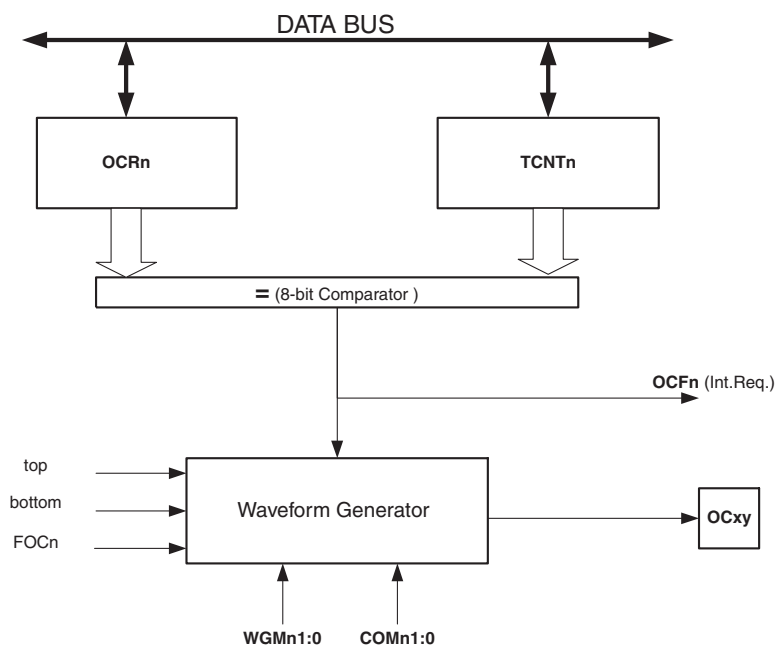 DATA BUS
OCRn
TCNTn
= (8-bit Comparator )
OCFn (Int.Req.)
top
bottom
FOCn
Waveform Generator
OCxy
WGMn1:0
COMn1:0